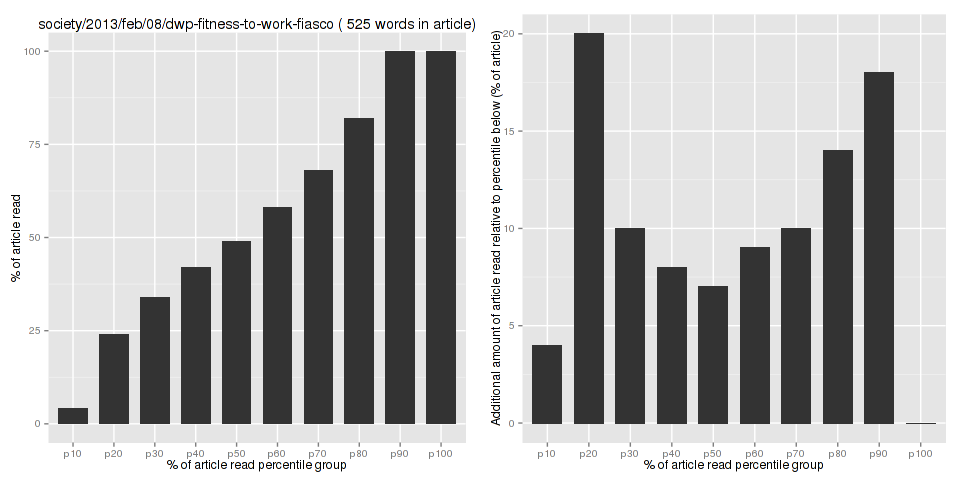 society/2013/feb/08/dwp-fitness-to-work-fiasco ( 525 words in article)
% of article read
100
75
50
25
0
p10 p20 p30 p40 p50 p60 p70 p80 p90 p100
% of article read percentile group
Additional amount of article read relative to percentile below (% of article)
20
15
10
5
0
p10 p20 p30 p40 p50 p60 p70 p80 p90 p100
% of article read percentile group